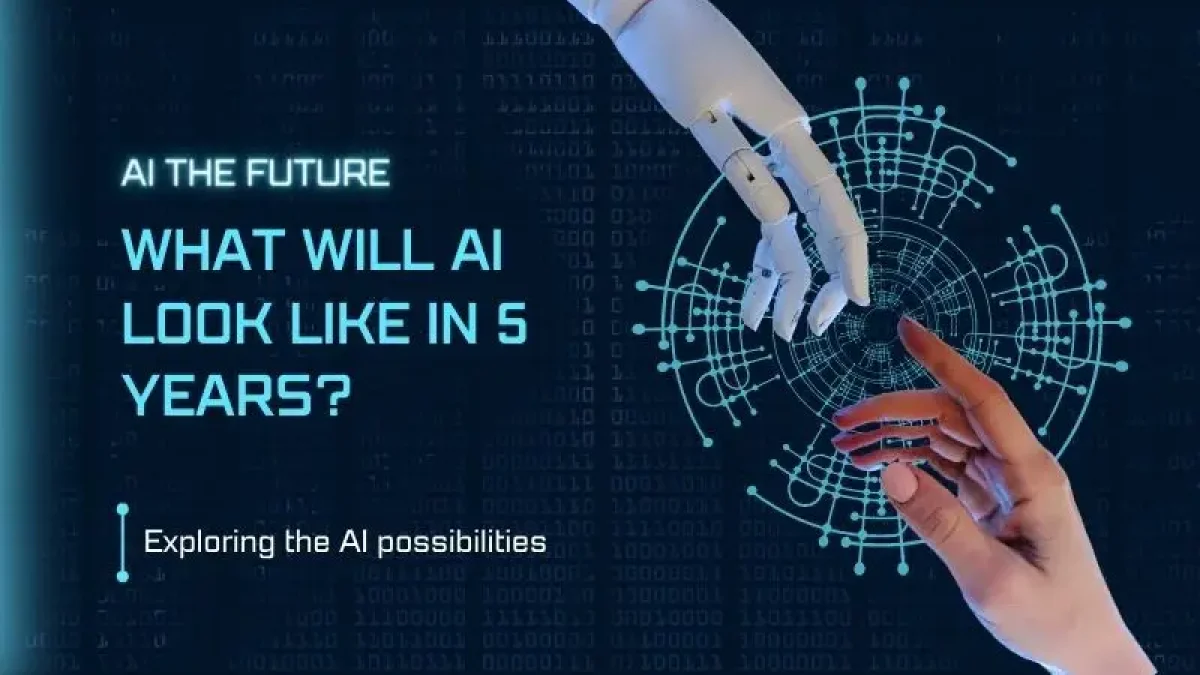 AI THE FUTURE
WHAT WILL AI
LOOK LIKE IN 5
YEARS?
Exploring the AI possibilities